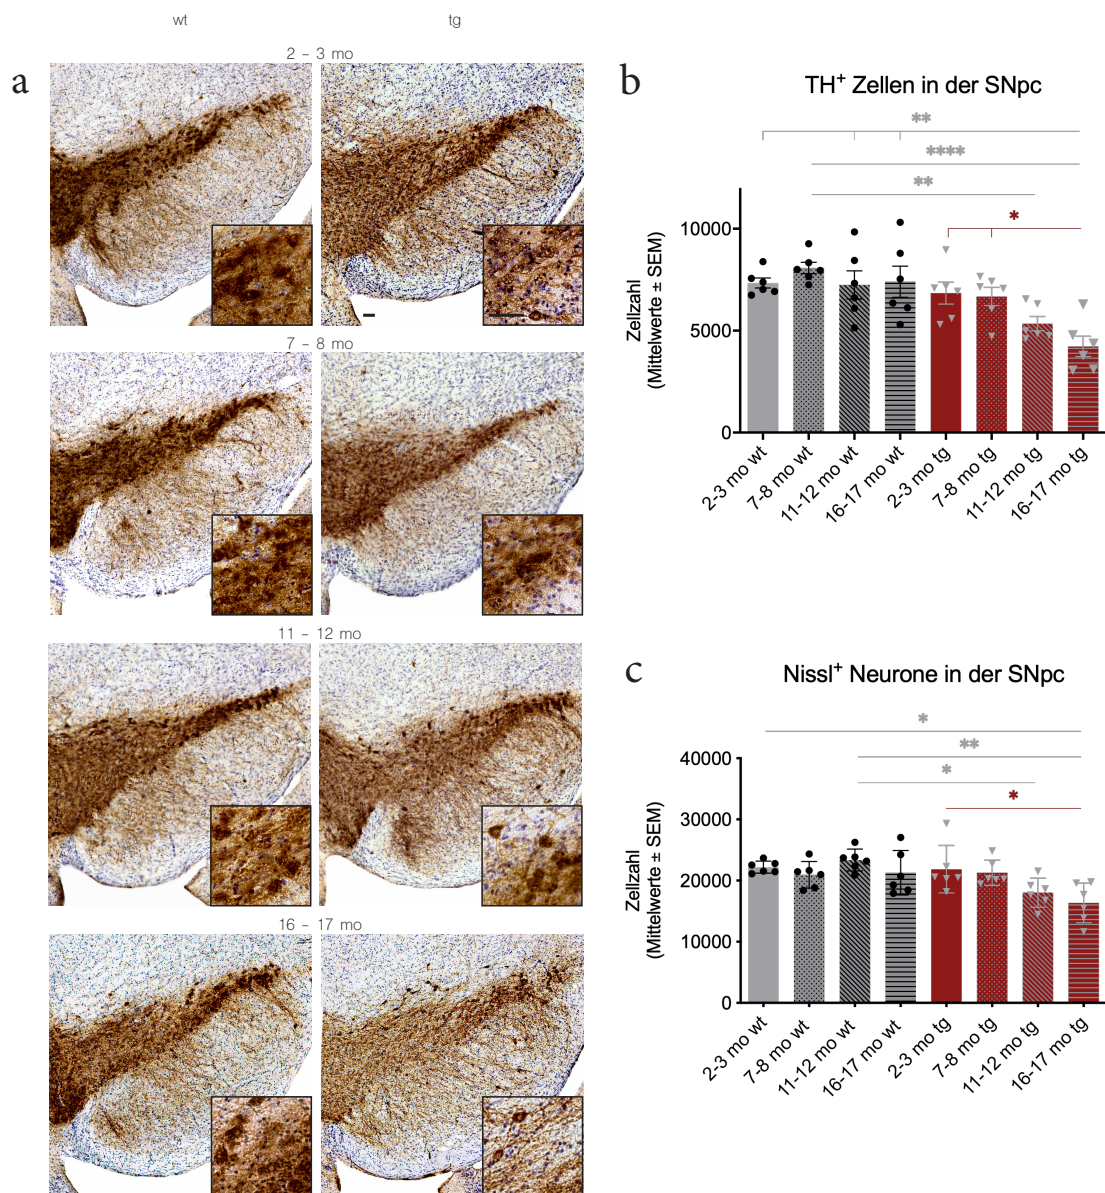 wt
tg
a
2 - 3 mo
7 - 8 mo
11 - 12 mo
16 - 17 mo
b
TH+ Zellen in der SNpc
**
****
**
*
Zellzahl
(Mittelwerte ± SEM)
10000
5000
0
2-3 mo wt
7-8 mo wt
11-12 mo wt
16-17 mo wt
2-3 mo tg
7-8 mo tg
11-12 mo tg
16-17 mo tg
c
Nissl+ Neurone in der SNpc
*
**
*
*
Zellzahl
(Mittelwerte ± SEM)
40000
30000
20000
10000
0
2-3 mo wt
7-8 mo wt
11-12 mo wt
16-17 mo wt
2-3 mo tg
7-8 mo tg
11-12 mo tg
16-17 mo tg